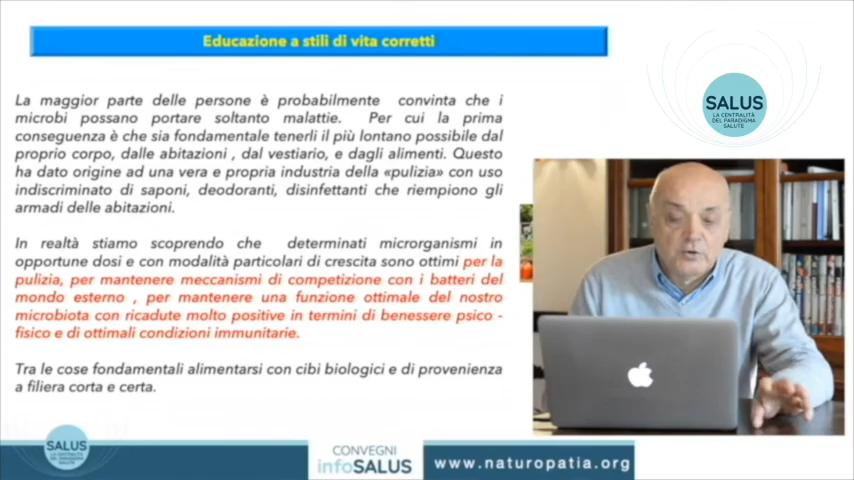 Educazione a stili di vita corretti
SALUS
LA CENTRALITÀ
DEL PARADIGMA
SALUTE
La maggior parte delle persone è probabilmente convinta che i
microbi possano portare soltanto malattie. Per cui la prima
conseguenza è che sia fondamentale tenerli il più lontano possibile dal
proprio corpo, dalle abitazioni , dal vestiario, e dagli alimenti. Questo
ha dato origine ad una vera e propria industria della «pulizia» con uso
indiscriminato di saponi, deodoranti, disinfettanti che riempiono gli
armadi delle abitazioni.
In realtà stiamo scoprendo che determinati microrganismi in
opportune dosi e con modalità particolari di crescita sono ottimi per la
pulizia, per mantenere meccanismi di competizione con i batteri del
mondo esterno , per mantenere una funzione ottimale del nostro
microbiota con ricadute molto positive in termini di benessere psico -
fisico e di ottimali condizioni immunitarie.
Tra le cose fondamentali alimentarsi con cibi biologici e di provenienza
a filiera corta e certa.
SALUS
LA CENTRALITÀ
DEL PARADIGMA
SALUTE
CONVEGNI
infoSALUS
www.naturopatia.org